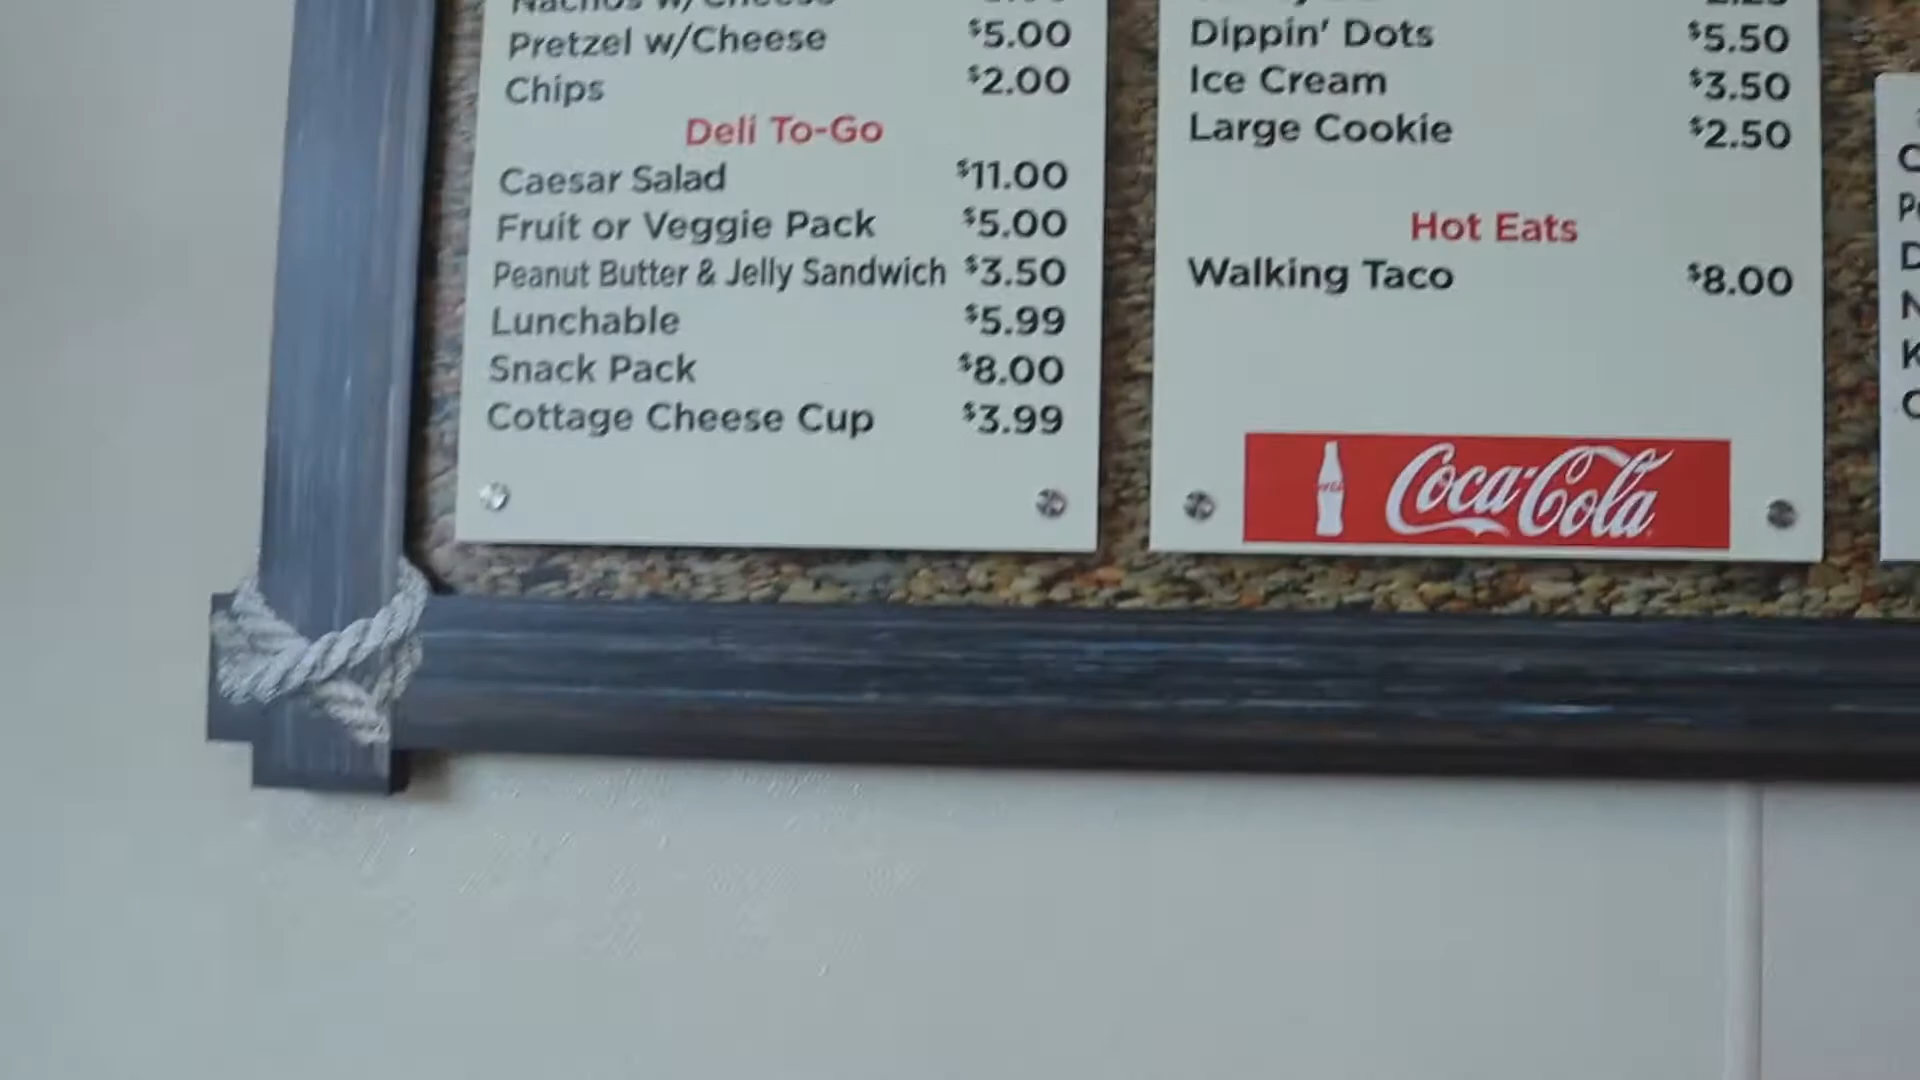 Nachos w/Cheese
Pretzel w/Cheese $5.00
Chips $2.00
Deli To-Go
Caesar Salad $11.00
Fruit or Veggie Pack $5.00
Peanut Butter & Jelly Sandwich $3.50
Lunchable $5.99
Snack Pack $8.00
Cottage Cheese Cup $3.99
Dippin' Dots $5.50
Ice Cream $3.50
Large Cookie $2.50
Hot Eats
Walking Taco $8.00
Coca-Cola